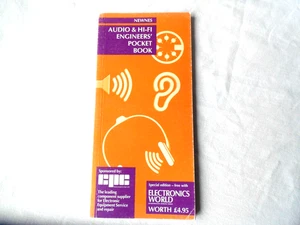 NEWNES
AUDIO & HI-FI
ENGINEERS'
POCKET
BOOK
Sponsored by:
CPC
The leading
component supplier
for Electronic
Equipment Service
and repair
Special edition – free with
ELECTRONICS
WORLD
WORTH £4.95